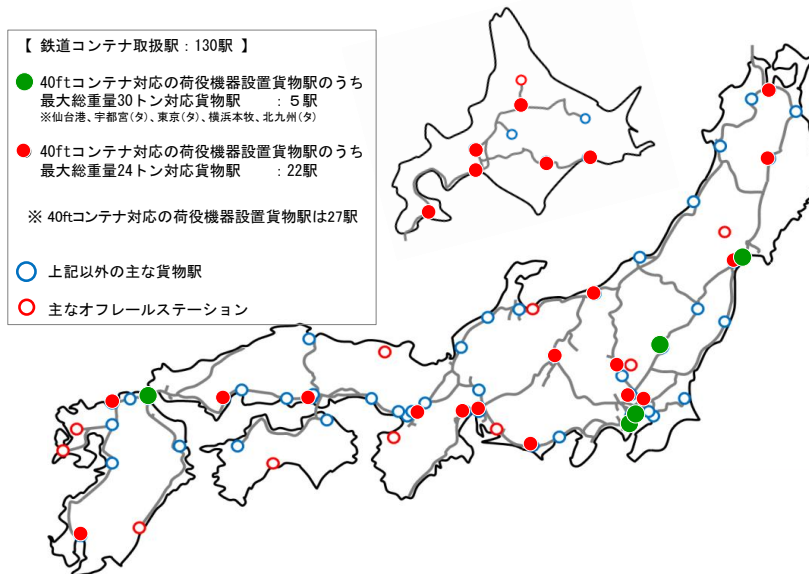 【 鉄道コンテナ取扱駅：130駅 】
40ftコンテナ対応の荷役機器設置貨物駅のうち
最大総重量30トン対応貨物駅 ：５駅
※仙台港、宇都宮(タ)、東京(タ)、横浜本牧、北九州(タ)
40ftコンテナ対応の荷役機器設置貨物駅のうち
最大総重量24トン対応貨物駅 ：22駅
※ 40ftコンテナ対応の荷役機器設置貨物駅は27駅
上記以外の主な貨物駅
主なオフレールステーション